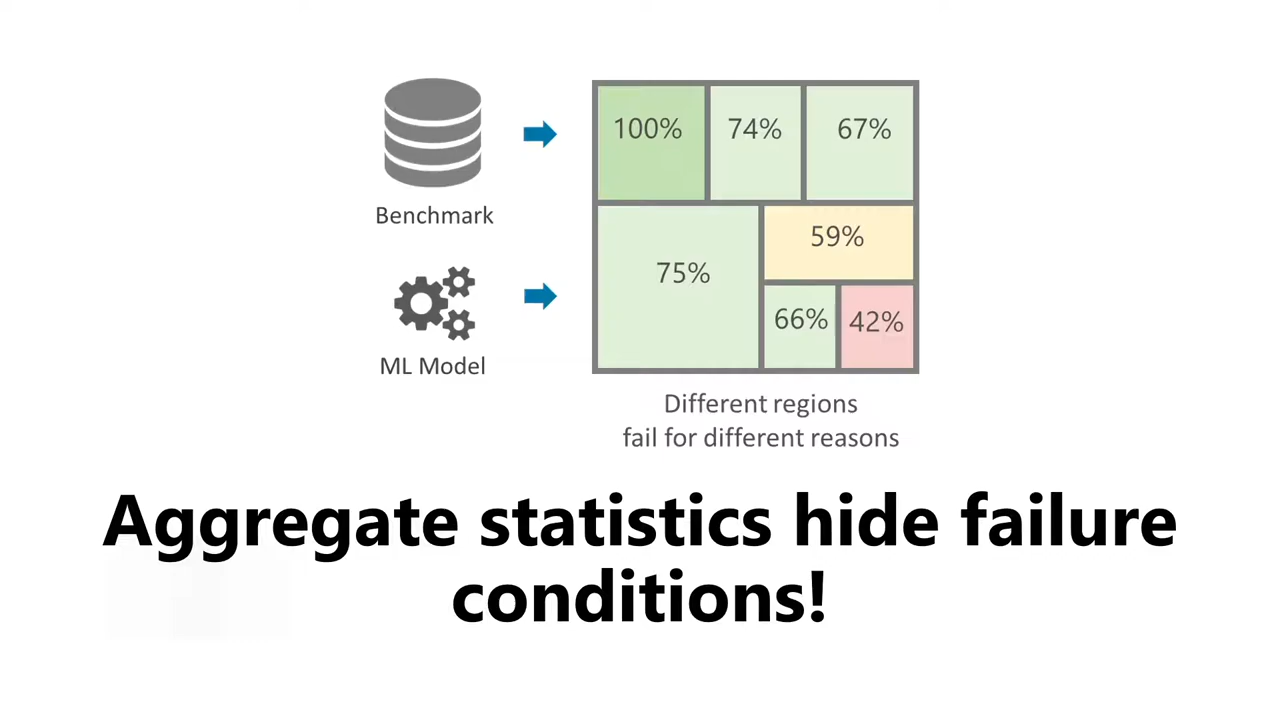 Benchmark
ML Model
100%
74%
67%
75%
59%
66%
42%
Different regions
fail for different reasons
Aggregate statistics hide failure
conditions!